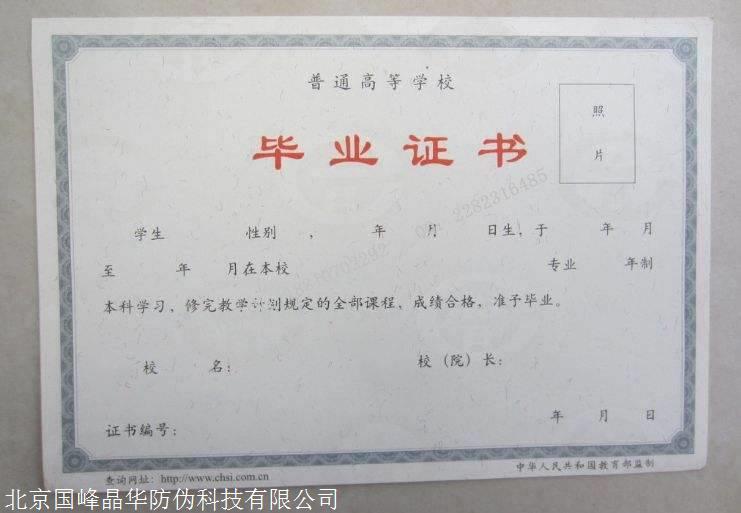 普通高等学校
毕业证书
照
片
学生 性别 , 年 月 日生, 于 年 月
至 年 月在本校 专业 年制
本科学习, 修完教学计划规定的全部课程, 成绩合格, 准予毕业。
校 名: 校(院)长:
年 月 日
证书编号:
查询网址: http://www.chsi.com.cn
中华人民共和国教育部监制
2282316485
北京国峰晶华防伪科技有限公司